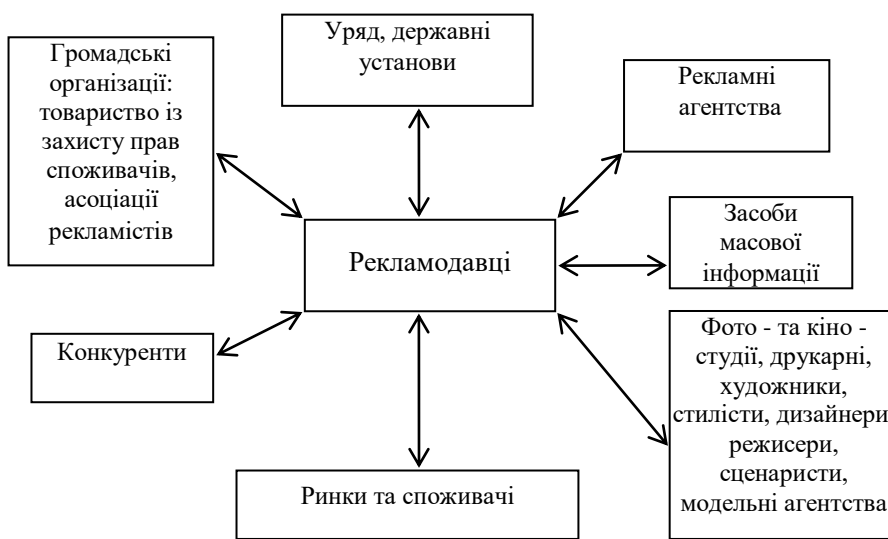 Громадські
організації:
товариство із
захисту прав
споживачів,
асоціації
рекламістів
Уряд, державні
установи
Рекламні
агентства
Рекламодавці
Засоби
масової
інформації
Конкуренти
Фото - та кіно -
студії, друкарні,
художники,
стилісти, дизайнери
режисери,
сценаристи,
модельні агентства
Ринки та споживачі